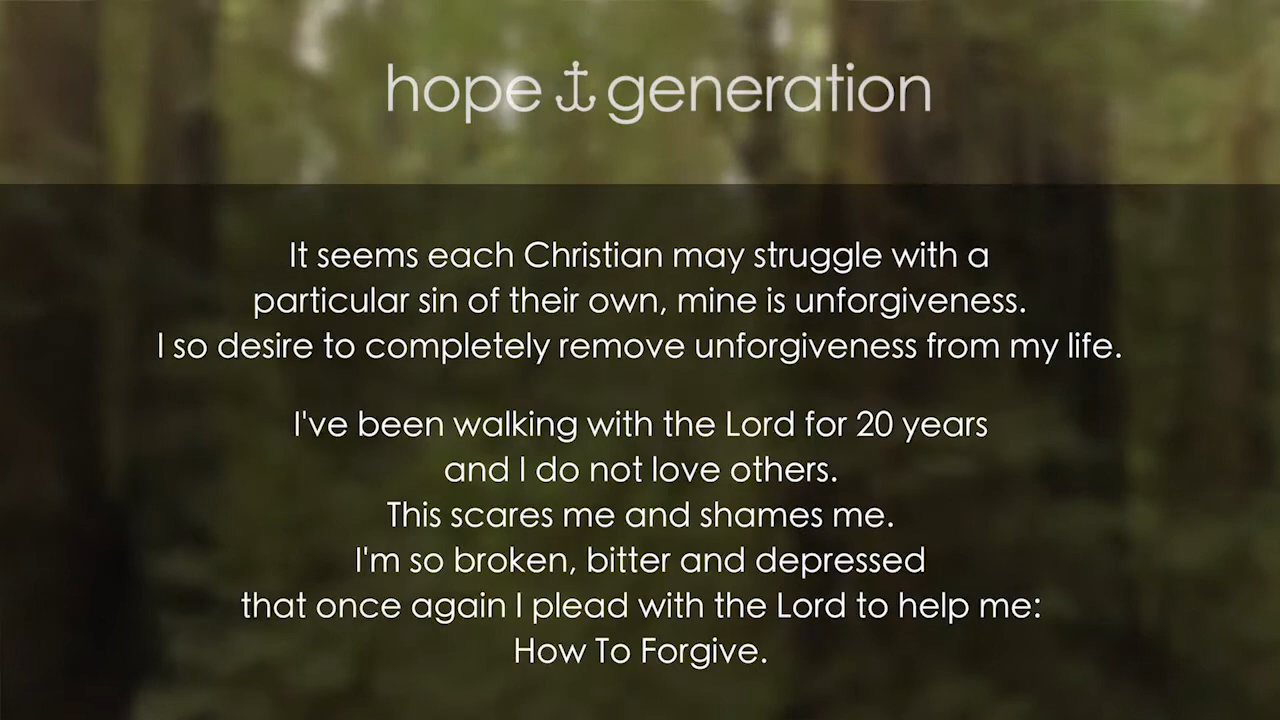 hope generation
It seems each Christian may struggle with a
particular sin of their own, mine is unforgiveness.
I so desire to completely remove unforgiveness from my life.
I've been walking with the Lord for 20 years
and I do not love others.
This scares me and shames me.
I'm so broken, bitter and depressed
that once again I plead with the Lord to help me:
How To Forgive.